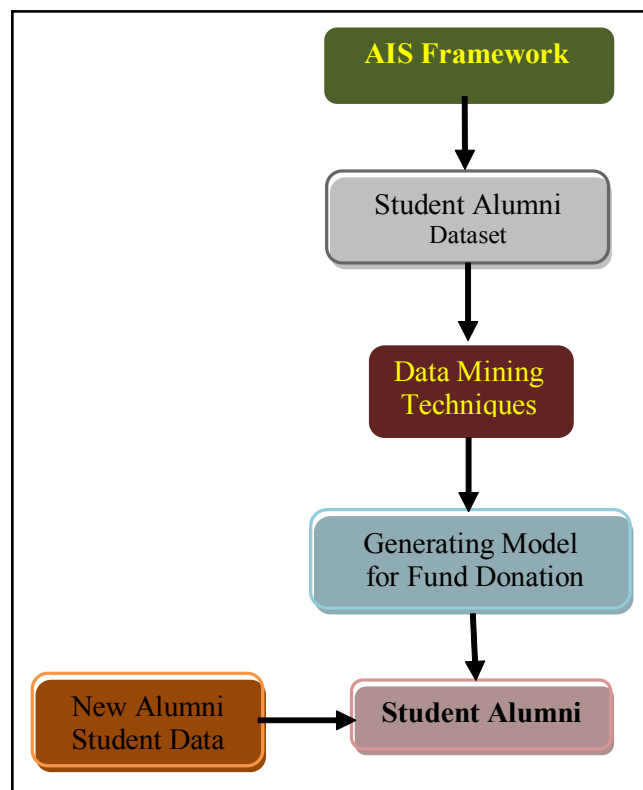 AIS Framework
Student Alumni
Dataset
Data Mining
Techniques
Generating Model
for Fund Donation
New Alumni
Student Data
Student Alumni